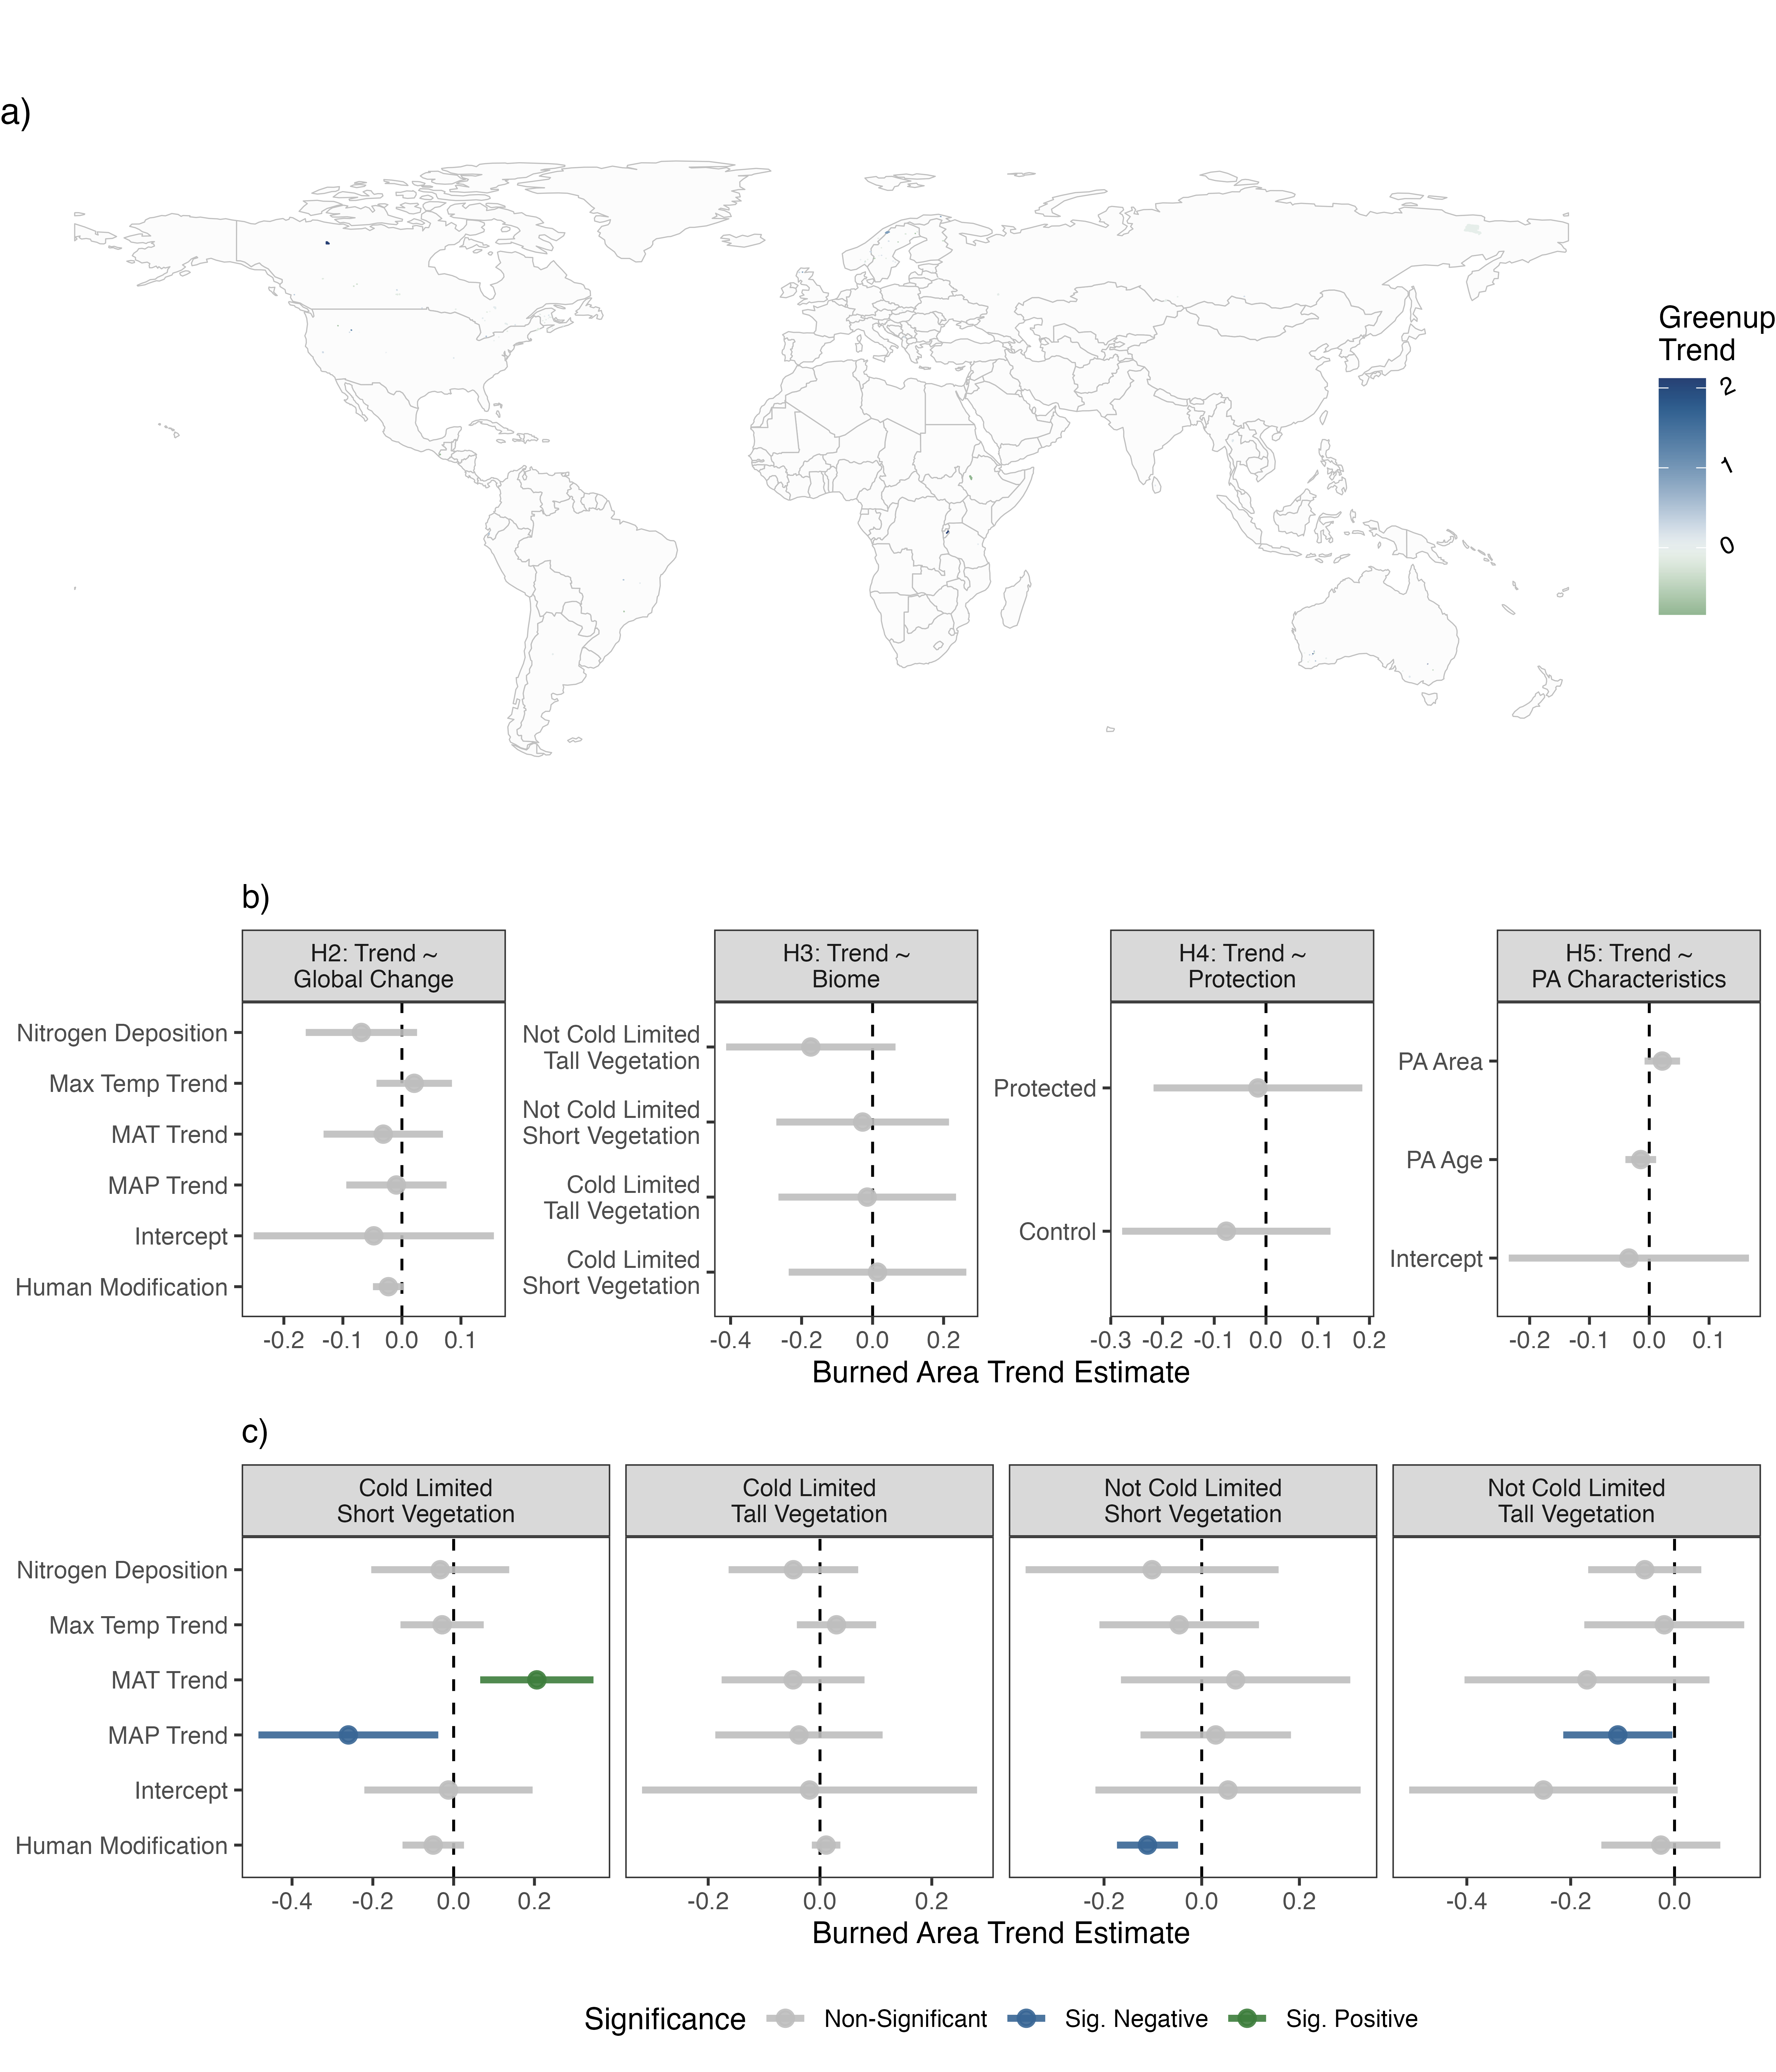 a)
Greenup
Trend
2
1
0
b)
H2: Trend ~
Global Change
H3: Trend ~
Biome
H4: Trend ~
Protection
H5: Trend ~
PA Characteristics
Nitrogen Deposition
Max Temp Trend
MAT Trend
MAP Trend
Intercept
Human Modification
-0.2 -0.1 0.0 0.1
Not Cold Limited
Tall Vegetation
Not Cold Limited
Short Vegetation
Cold Limited
Tall Vegetation
Cold Limited
Short Vegetation
-0.4 -0.2 0.0 0.2
Protected
Control
-0.3 -0.2 -0.1 0.0 0.1 0.2
PA Area
PA Age
Intercept
-0.2 -0.1 0.0 0.1
Burned Area Trend Estimate
c)
Cold Limited
Short Vegetation
Cold Limited
Tall Vegetation
Not Cold Limited
Short Vegetation
Not Cold Limited
Tall Vegetation
Nitrogen Deposition
Max Temp Trend
MAT Trend
MAP Trend
Intercept
Human Modification
-0.4 -0.2 0.0 0.2
-0.2 0.0 0.2
-0.2 0.0 0.2
-0.4 -0.2 0.0
Burned Area Trend Estimate
Significance Non-Significant Sig. Negative Sig. Positive